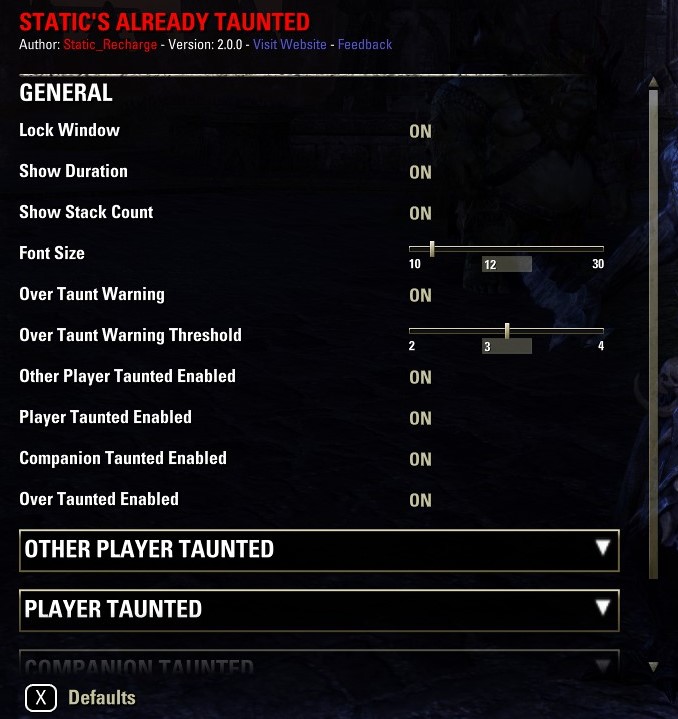 STATIC'S ALREADY TAUNTED
Author: Static_Recharge - Version: 2.0.0 - Visit Website - Feedback
GENERAL
Lock Window ON
Show Duration ON
Show Stack Count ON
Font Size
10 12 30
Over Taunt Warning ON
Over Taunt Warning Threshold
2 3 4
Other Player Taunted Enabled ON
Player Taunted Enabled ON
Companion Taunted Enabled ON
Over Taunted Enabled ON
OTHER PLAYER TAUNTED
PLAYER TAUNTED
COMPANION TAUNTED
X Defaults